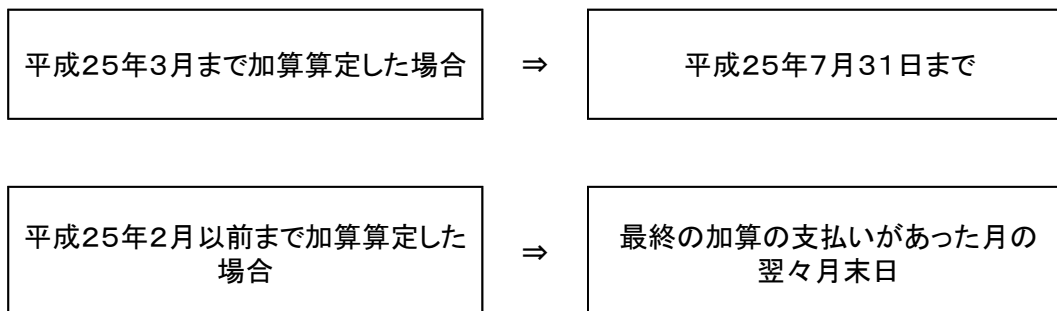 平成２５年３月まで加算算定した場合 ⇒ 平成２５年７月３１日まで
平成２５年２月以前まで加算算定した
場合
⇒
最終の加算の支払いがあった月の
翌々月末日